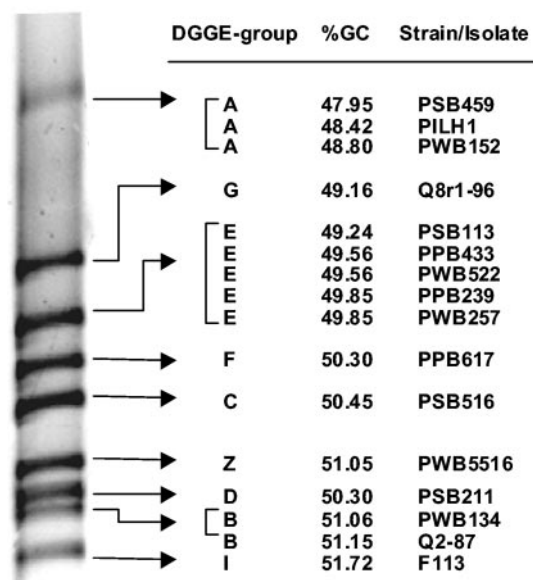 DGGE-group %GC Strain/Isolate
A 47.95 PSB459
A 48.42 PILH1
A 48.80 PWB152
G 49.16 Q8r1-96
E 49.24 PSB113
E 49.56 PPB433
E 49.56 PWB522
E 49.85 PPB239
E 49.85 PWB257
F 50.30 PPB617
C 50.45 PSB516
Z 51.05 PWB5516
D 50.30 PSB211
B 51.06 PWB134
B 51.15 Q2-87
I 51.72 F113